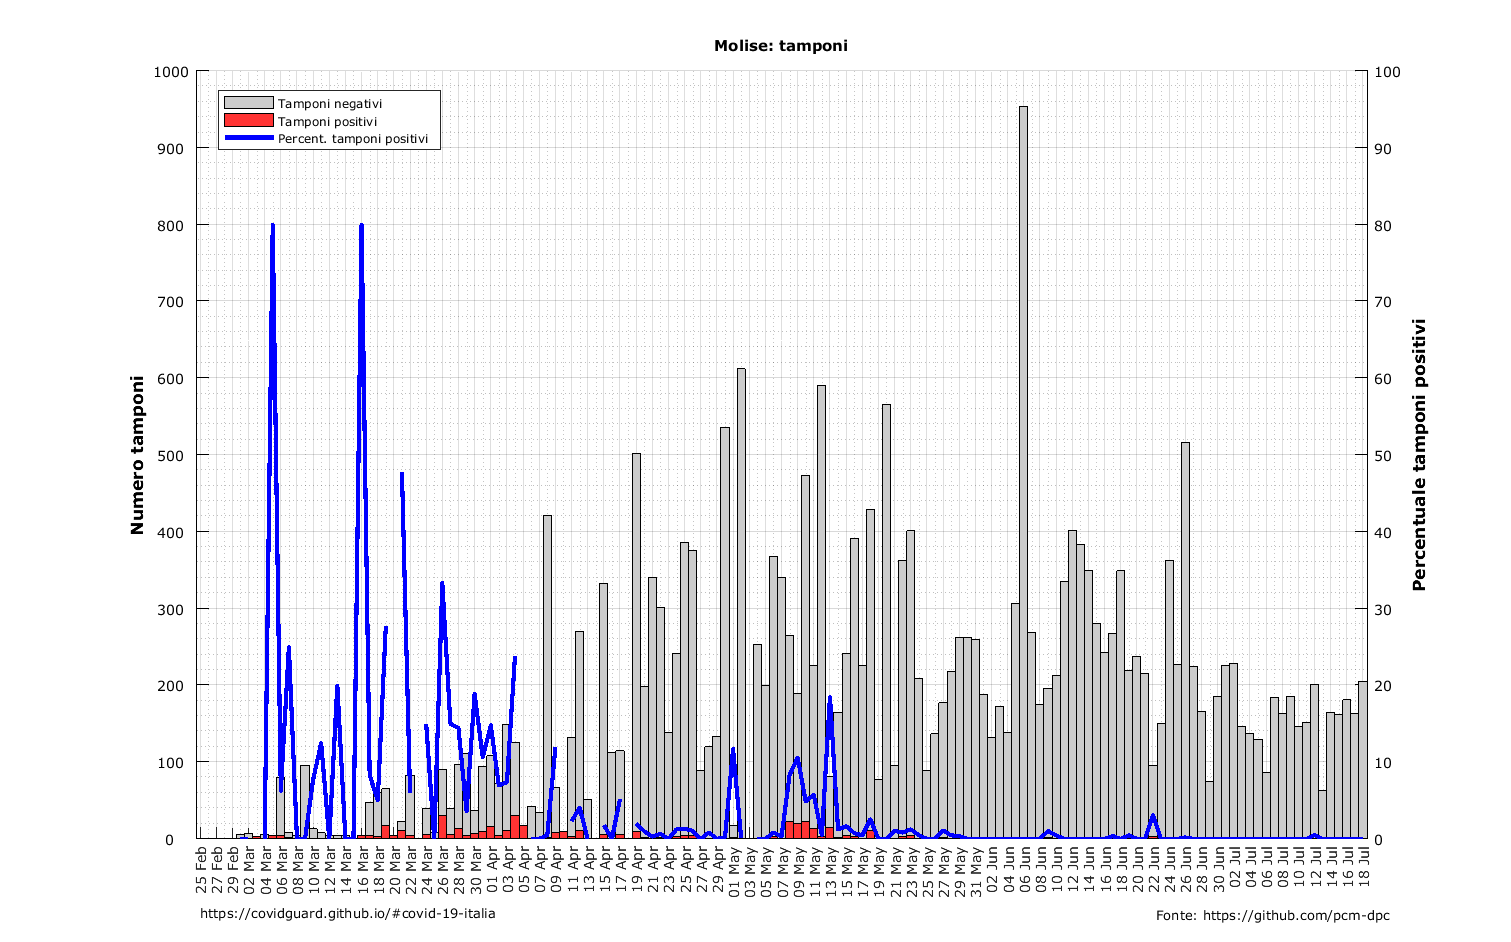 Molise: tamponi
Tamponi negativi
Tamponi positivi
Percent. tamponi positivi
Numero tamponi
1000
900
800
700
600
500
400
300
200
100
0
Percentuale tamponi positivi
100
90
80
70
60
50
40
30
20
10
0
25 Feb
27 Feb
29 Feb
02 Mar
04 Mar
06 Mar
08 Mar
10 Mar
12 Mar
14 Mar
16 Mar
18 Mar
20 Mar
22 Mar
24 Mar
26 Mar
28 Mar
30 Mar
01 Apr
03 Apr
05 Apr
07 Apr
09 Apr
11 Apr
13 Apr
15 Apr
17 Apr
19 Apr
21 Apr
23 Apr
25 Apr
27 Apr
29 Apr
01 May
03 May
05 May
07 May
09 May
11 May
13 May
15 May
17 May
19 May
21 May
23 May
25 May
27 May
29 May
31 May
02 Jun
04 Jun
06 Jun
08 Jun
10 Jun
12 Jun
14 Jun
16 Jun
18 Jun
20 Jun
22 Jun
24 Jun
26 Jun
28 Jun
30 Jun
02 Jul
04 Jul
06 Jul
08 Jul
10 Jul
12 Jul
14 Jul
16 Jul
18 Jul
https://covidguard.github.io/#covid-19-italia
Fonte: https://github.com/pcm-dpc